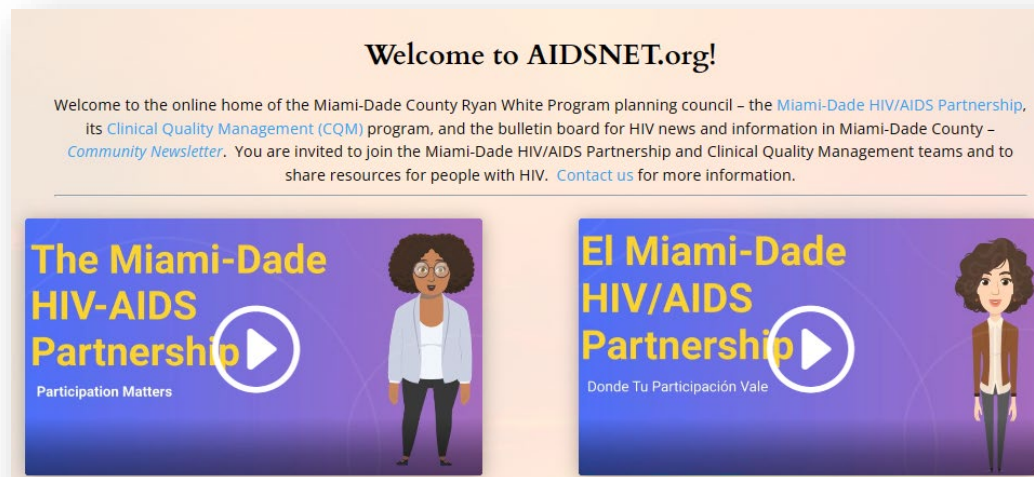 Welcome to AIDSNET.org!
Welcome to the online home of the Miami-Dade County Ryan White Program planning council – the Miami-Dade HIV/AIDS Partnership,
its Clinical Quality Management (CQM) program, and the bulletin board for HIV news and information in Miami-Dade County –
Community Newsletter.  You are invited to join the Miami-Dade HIV/AIDS Partnership and Clinical Quality Management teams and to
share resources for people with HIV.  Contact us for more information.
The Miami-Dade
HIV-AIDS
Partnership
Participation Matters
El Miami-Dade
HIV/AIDS
Partnership
Donde Tu Participación Vale